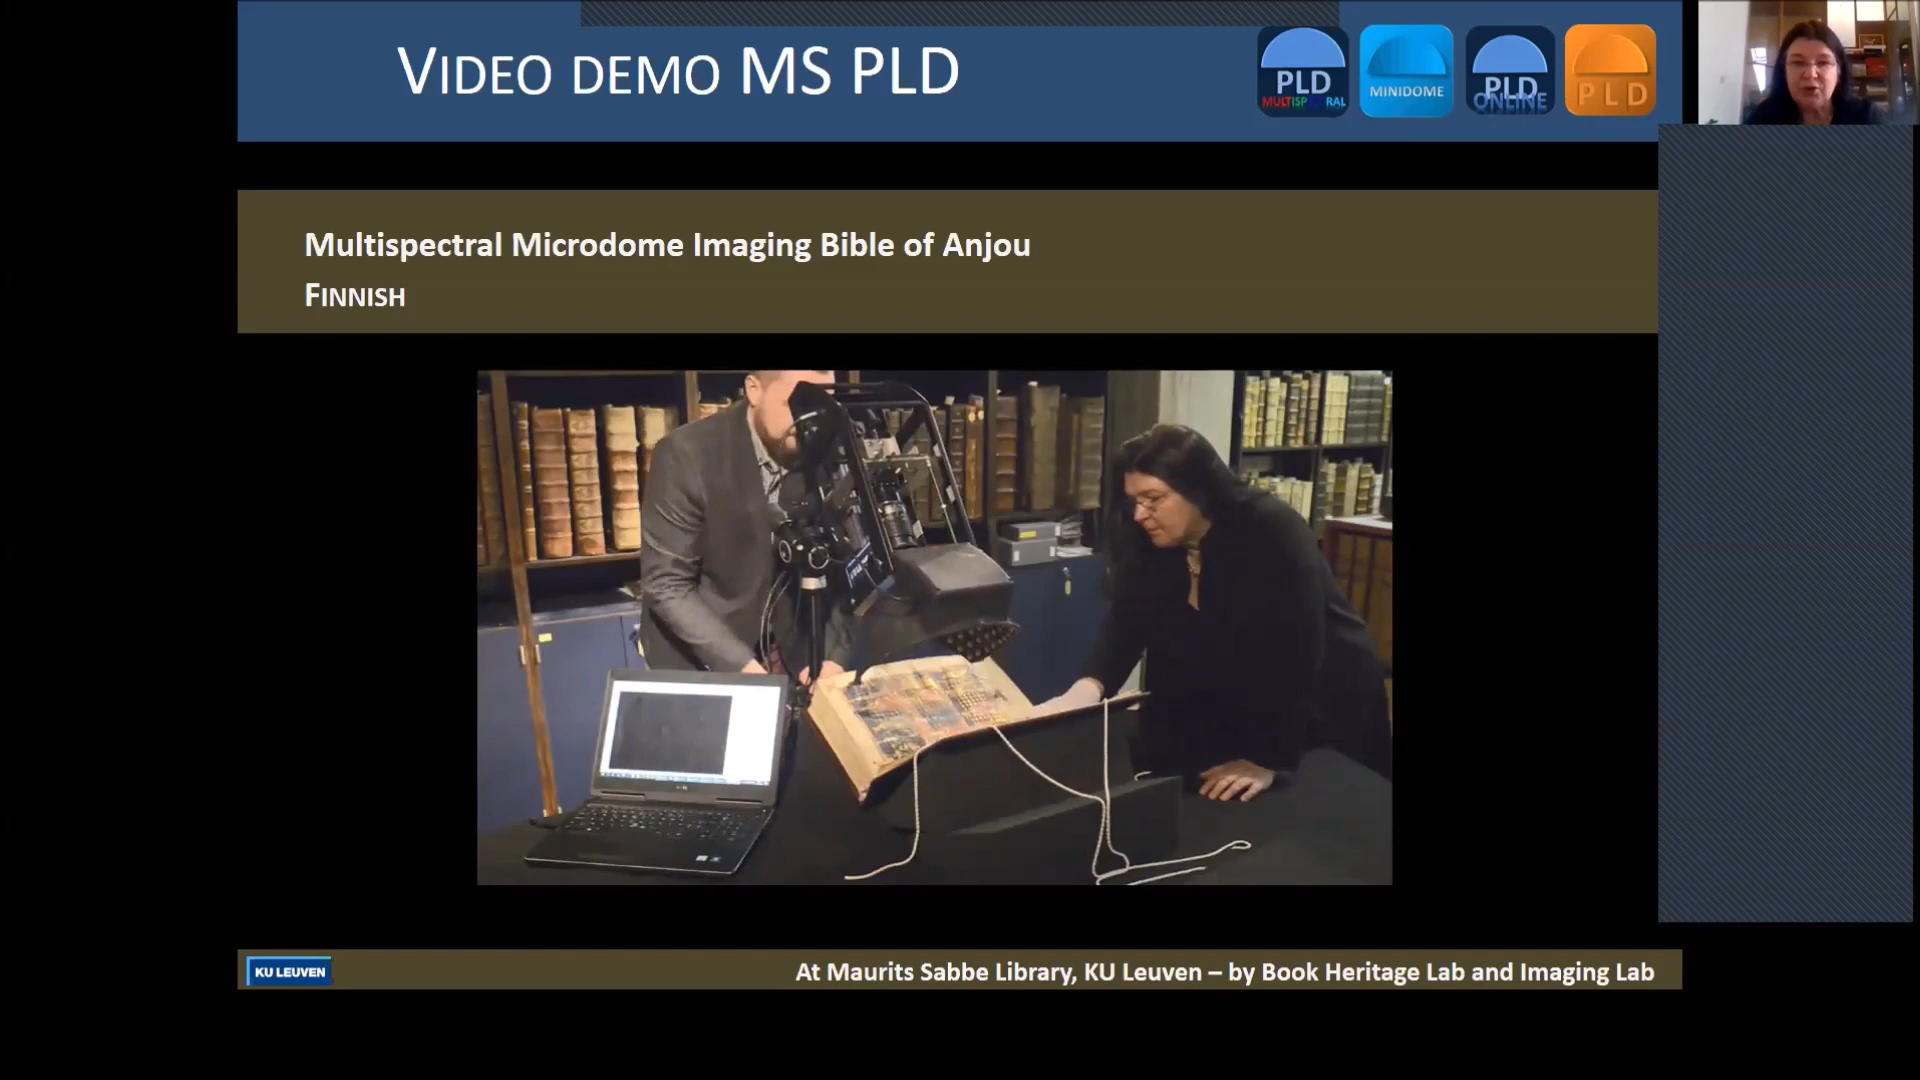 VIDEO DEMO MS PLD
PLD
MULTISPECTRAL
MINIDOME
PLD
ONLINE
PLD
Multispectral Microdome Imaging Bible of Anjou
FINNISH
KU LEUVEN
At Maurits Sabbe Library, KU Leuven – by Book Heritage Lab and Imaging Lab